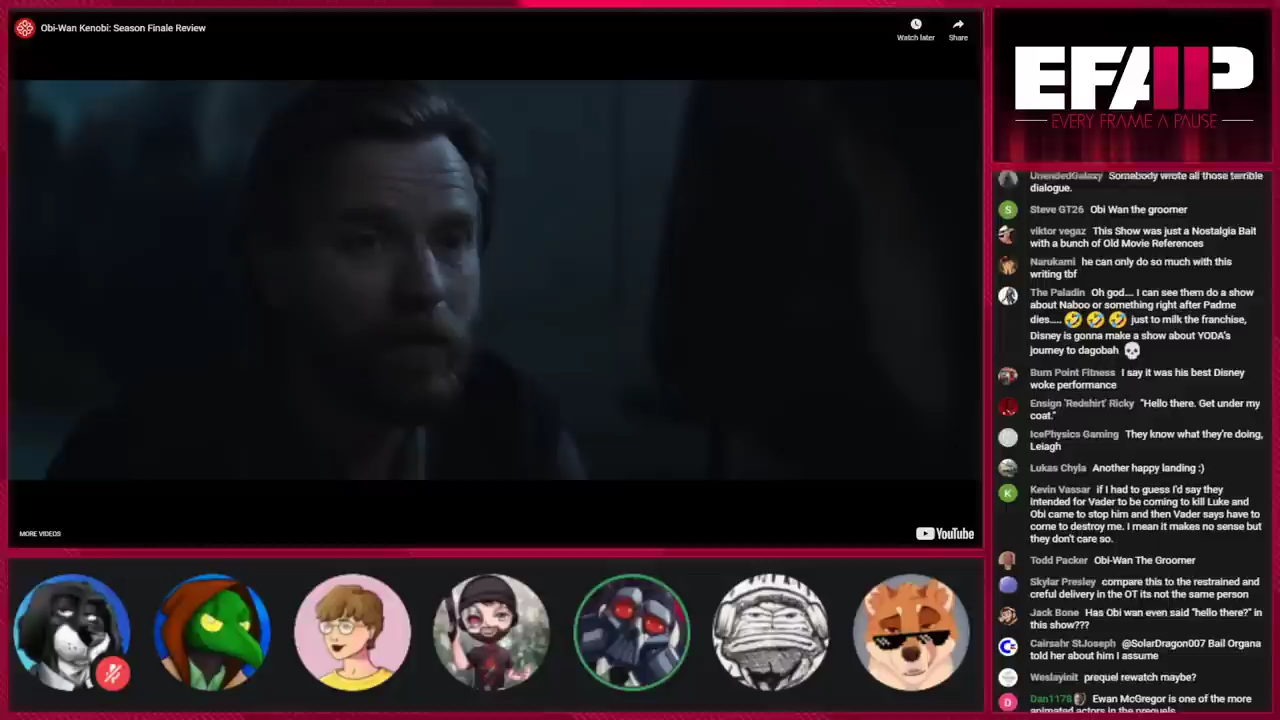 Obi-Wan Kenobi: Season Finale Review
Watch later
Share
MORE VIDEOS
YouTube
EFAP
EVERY FRAME A PAUSE
UnendedGalaxy Somebody wrote all those terrible
dialogue.
Steve GT26 Obi Wan the groomer
viktor vegaz This Show was just a Nostalgia Bait
with a bunch of Old Movie References
Narukami he can only do so much with this
writing tbf
The Paladin Oh god.... I can see them do a show
about Naboo or something right after Padme
dies..... 🤣 🤣 🤣 just to milk the franchise,
Disney is gonna make a show about YODA's
journey to dagobah 💀
Burn Point Fitness I say it was his best Disney
woke performance
Ensign 'Redshirt' Ricky "Hello there. Get under my
coat."
IcePhysics Gaming They know what they're doing,
Leiagh
Lukas Chyla Another happy landing :)
K
Kevin Vassar if I had to guess I'd say they
intended for Vader to be coming to kill Luke and
Obi came to stop him and then Vader says have to
come to destroy me. I mean it makes no sense but
they don't care so.
Todd Packer Obi-Wan The Groomer
Skylar Presley compare this to the restrained and
creful delivery in the OT its not the same person
Jack Bone Has Obi wan even said "hello there?" in
this show???
Cairsahr StJoseph @SolarDragon007 Bail Organa
told her about him I assume
Weslayinit prequel rewatch maybe?
D
Dan1178 Ewan McGregor is one of the more
animated actors in the prequels